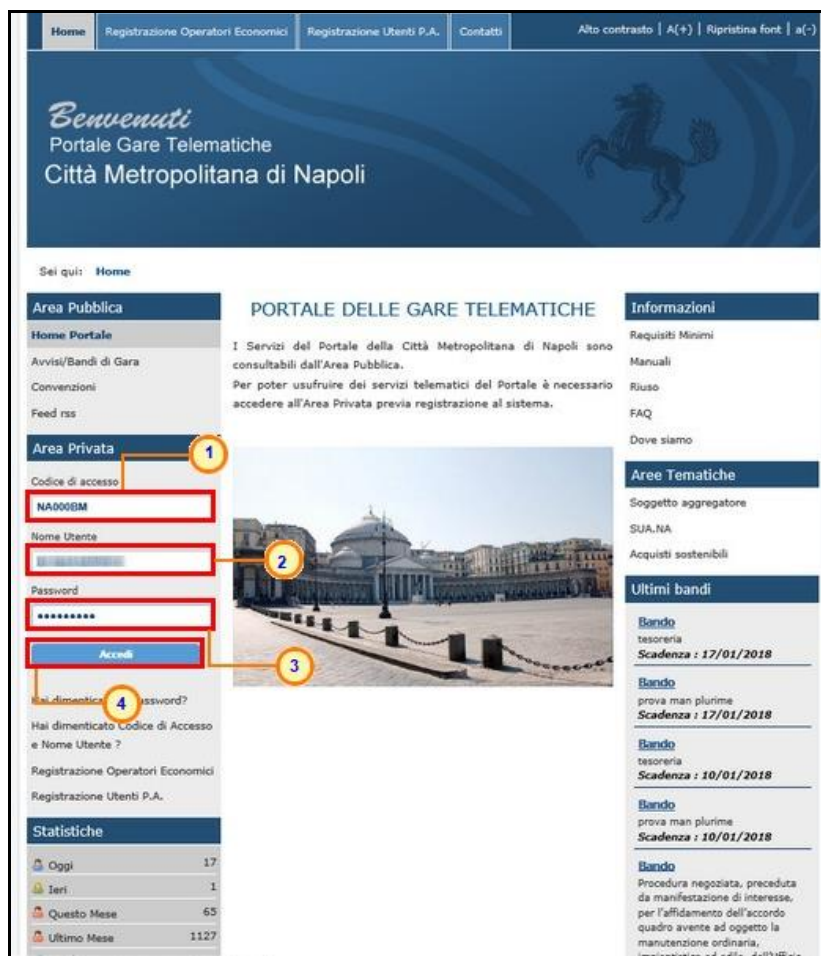 Home
Registrazione Operatori Economici
Registrazione Utenti P.A.
Contatti
Alto contrasto | A(+) | Ripristina font | a(-)
Benvenuti
Portale Gare Telematiche
Città Metropolitana di Napoli
Sei qui: Home
Area Pubblica
Home Portale
Avvisi/Bandi di Gara
Convenzioni
Feed rss
Area Privata
1
Codice di accesso
NA000BM
Nome Utente
2
Password
Accedi
3
4
Hai dimenticato
Hai dimenticato Codice di Accesso
e Nome Utente ?
Registrazione Operatori Economici
Registrazione Utenti P.A.
Statistiche
Oggi 17
Ieri 1
Questo Mese 65
Ultimo Mese 1127
PORTALE DELLE GARE TELEMATICHE
I Servizi del Portale della Città Metropolitana di Napoli sono
consultabili dall'Area Pubblica.
Per poter usufruire dei servizi telematici del Portale è necessario
accedere all'Area Privata previa registrazione al sistema.
Informazioni
Requisiti Minimi
Manuali
Riuso
FAQ
Dove siamo
Aree Tematiche
Soggetto aggregatore
SUA.NA
Acquisti sostenibili
Ultimi bandi
Bando
tesoreria
Scadenza : 17/01/2018
Bando
prova man plurime
Scadenza : 17/01/2018
Bando
tesoreria
Scadenza : 10/01/2018
Bando
prova man plurime
Scadenza : 10/01/2018
Bando
Procedura negoziata, preceduta
da manifestazione di interesse,
per l'affidamento dell'accordo
quadro avente ad oggetto la
manutenzione ordinaria,